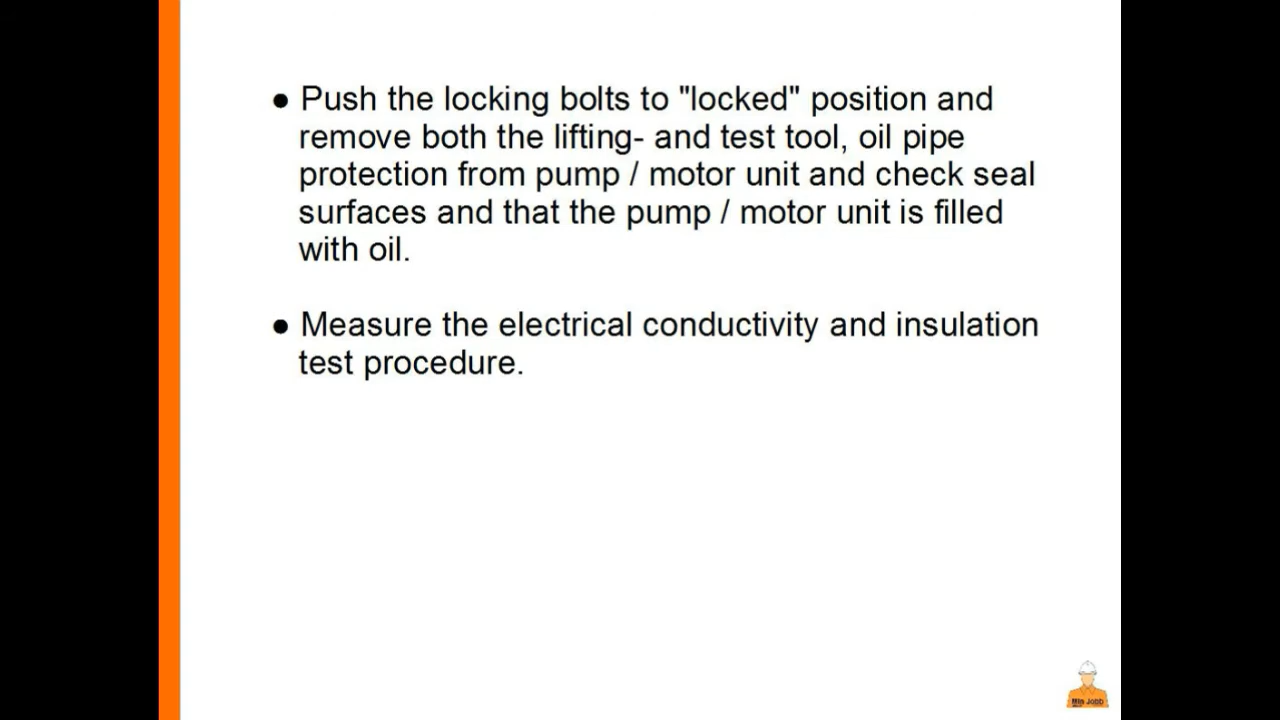 ● Push the locking bolts to "locked" position and
remove both the lifting- and test tool, oil pipe
protection from pump / motor unit and check seal
surfaces and that the pump / motor unit is filled
with oil.
● Measure the electrical conductivity and insulation
test procedure.
Min Jobb